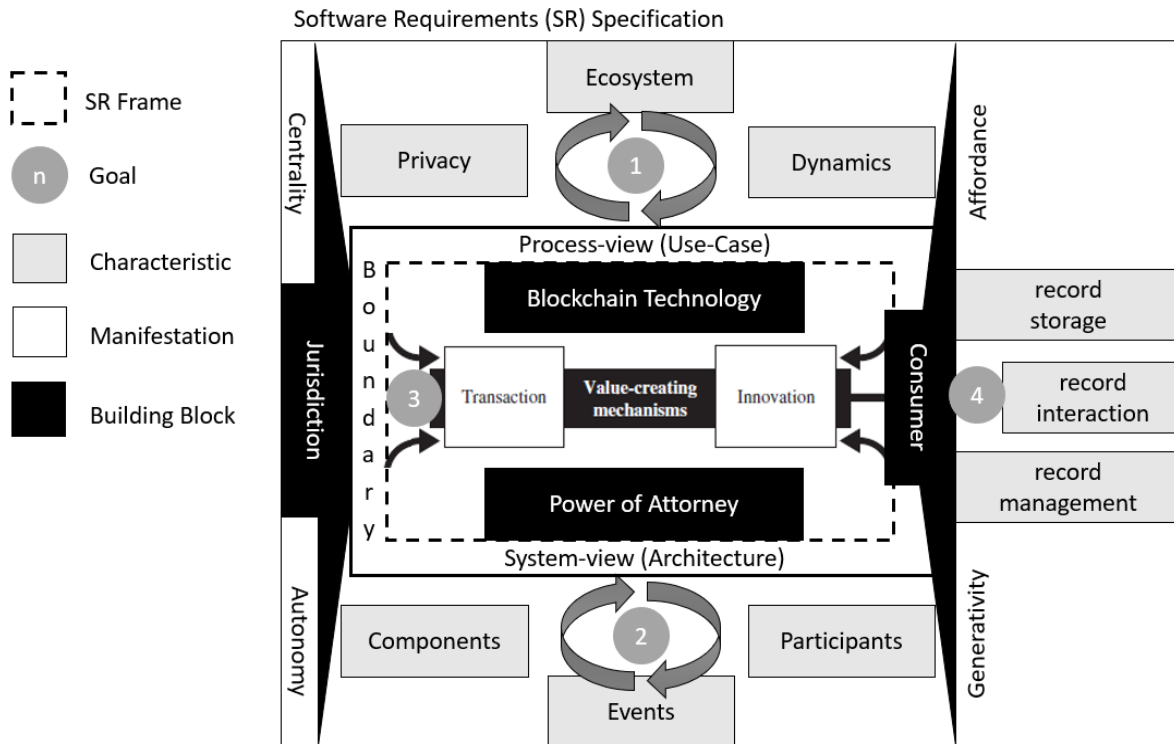 Software Requirements (SR) Specification
SR Frame
n
Goal
Characteristic
Manifestation
Building Block
Centrality
Jurisdiction
Autonomy
Ecosystem
Privacy
1
Dynamics
Process-view (Use-Case)
Boundary
Blockchain Technology
3
Transaction
Value-creating
mechanisms
Innovation
Power of Attorney
System-view (Architecture)
Components
2
Participants
Events
Consumer
Affordance
record
storage
4
record
interaction
record
management
Generativity